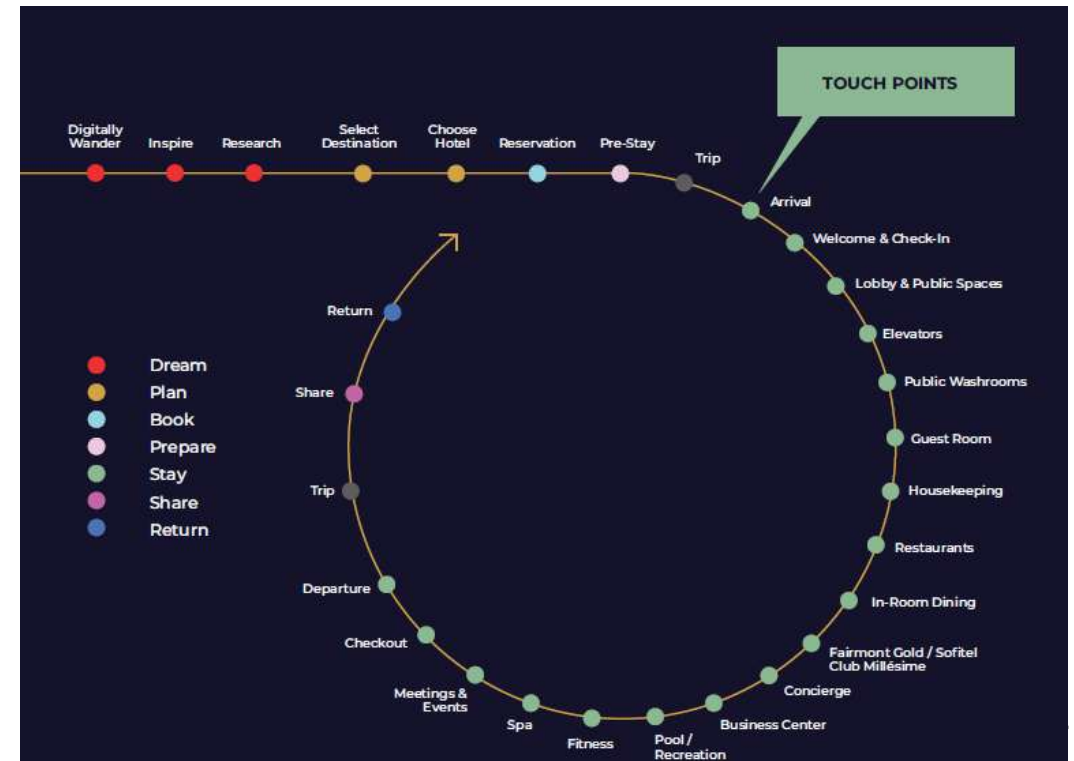 TOUCH POINTS
Digitally
Wander
Inspire
Research
Select
Destination
Choose
Hotel
Reservation
Pre-Stay
Trip
Arrival
Welcome & Check-In
Lobby & Public Spaces
Elevators
Public Washrooms
Guest Room
Housekeeping
Restaurants
In-Room Dining
Fairmont Gold / Sofitel
Club Millésime
Concierge
Business Center
Pool /
Recreation
Fitness
Spa
Meetings &
Events
Checkout
Departure
Trip
Share
Return
Dream
Plan
Book
Prepare
Stay
Share
Return